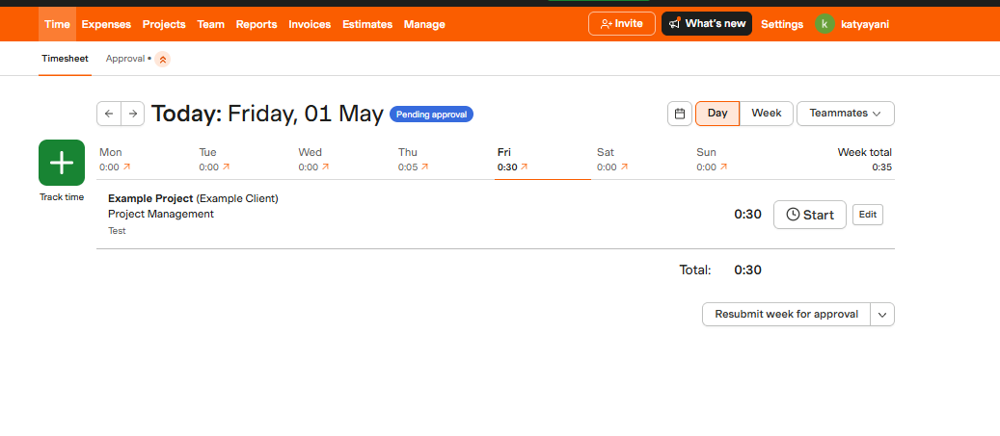 Time Expenses Projects Team Reports Invoices Estimates Manage Invite What's new Settings k katyayani
Timesheet Approval •
Today: Friday, 01 May Pending approval Day Week Teammates
Mon Tue Wed Thu Fri Sat Sun Week total
0:00 0:00 0:00 0:05 0:30 0:00 0:00 0:35
Track time
Example Project (Example Client)
Project Management
Test
0:30 Start Edit
Total: 0:30
Resubmit week for approval